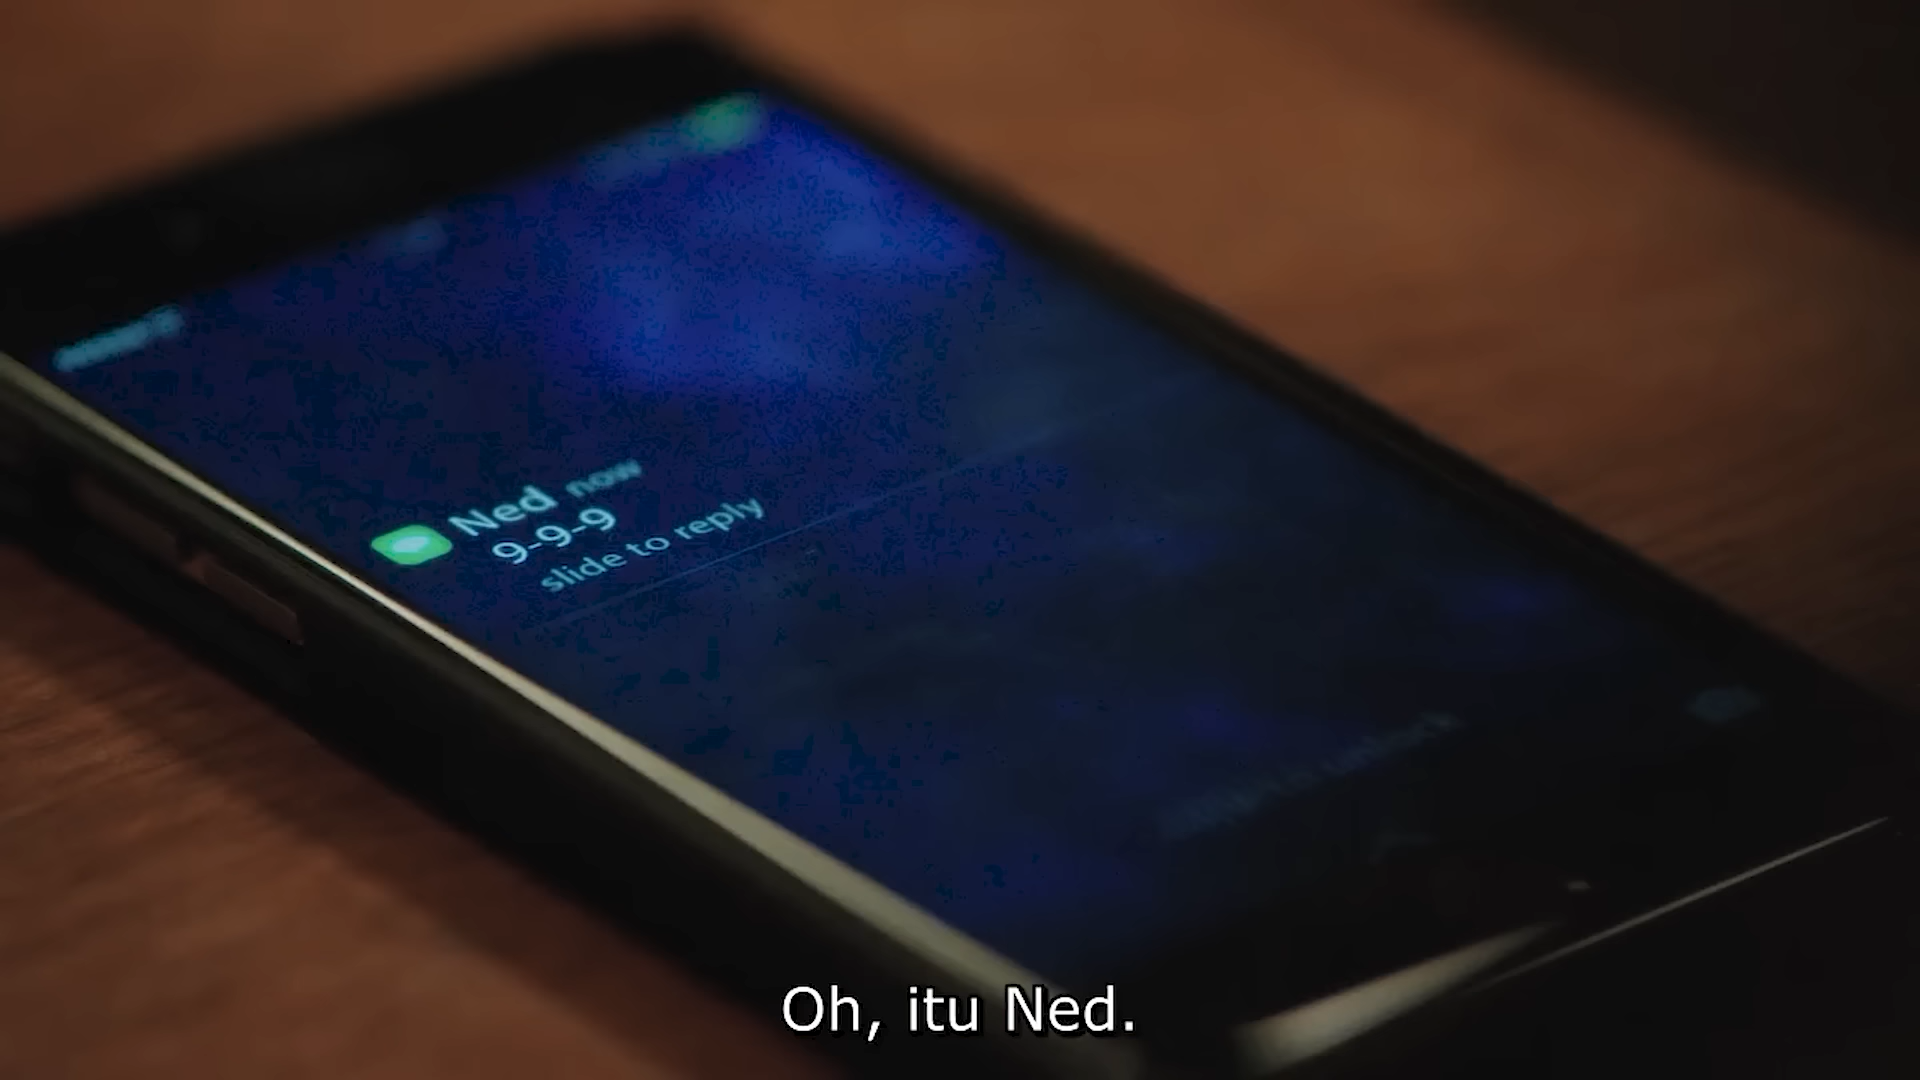 Ned now
9-9-9
slide to reply
Oh, itu Ned.